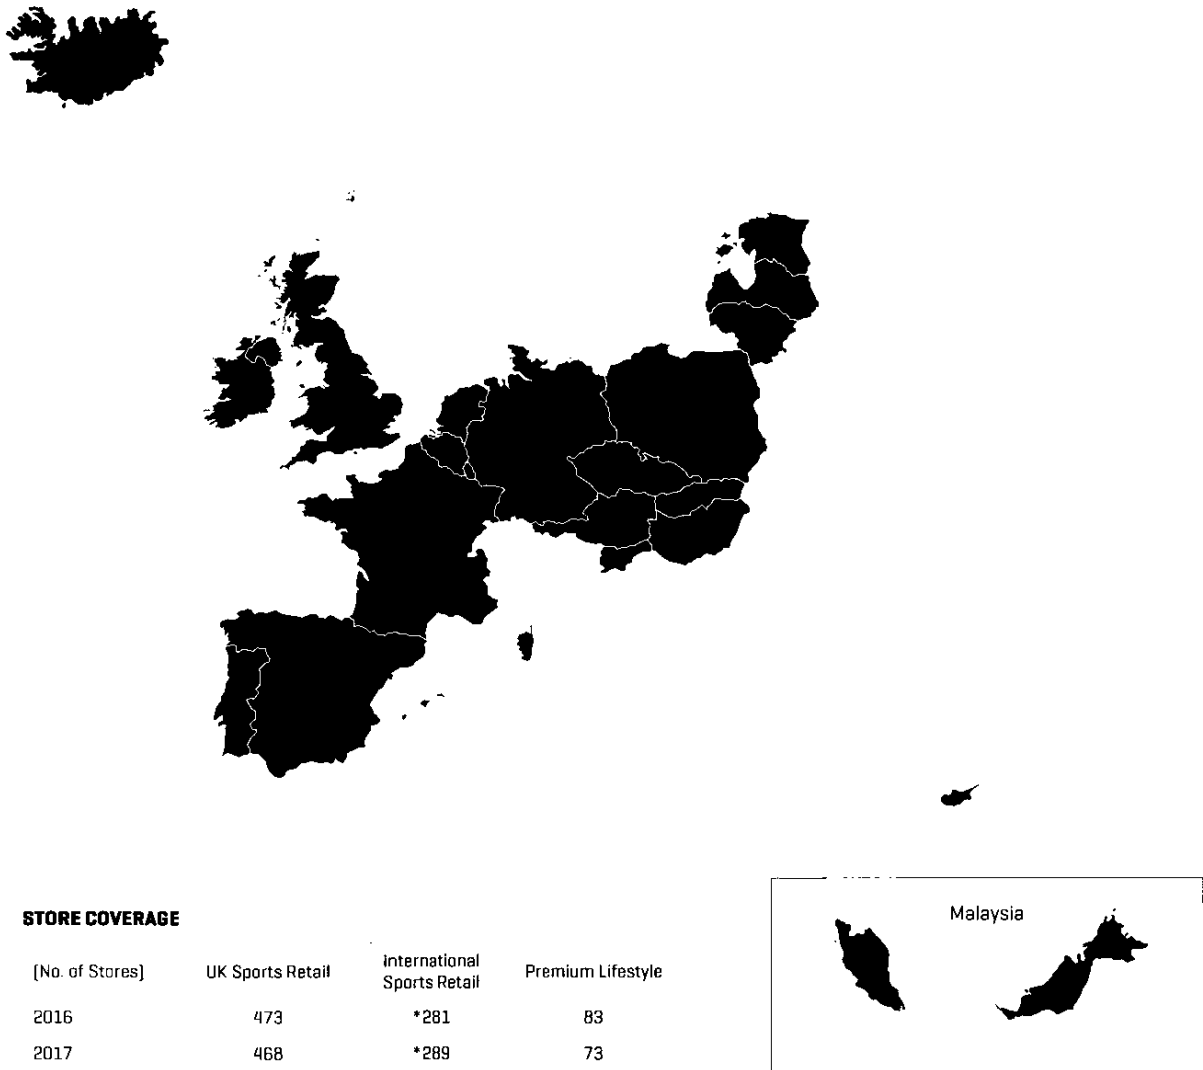 Malaysia
STORE COVERAGE
(No. of Stores) UK Sports Retail International Sports Retail Premium Lifestyle
2016 473 *281 83
2017 468 *289 73